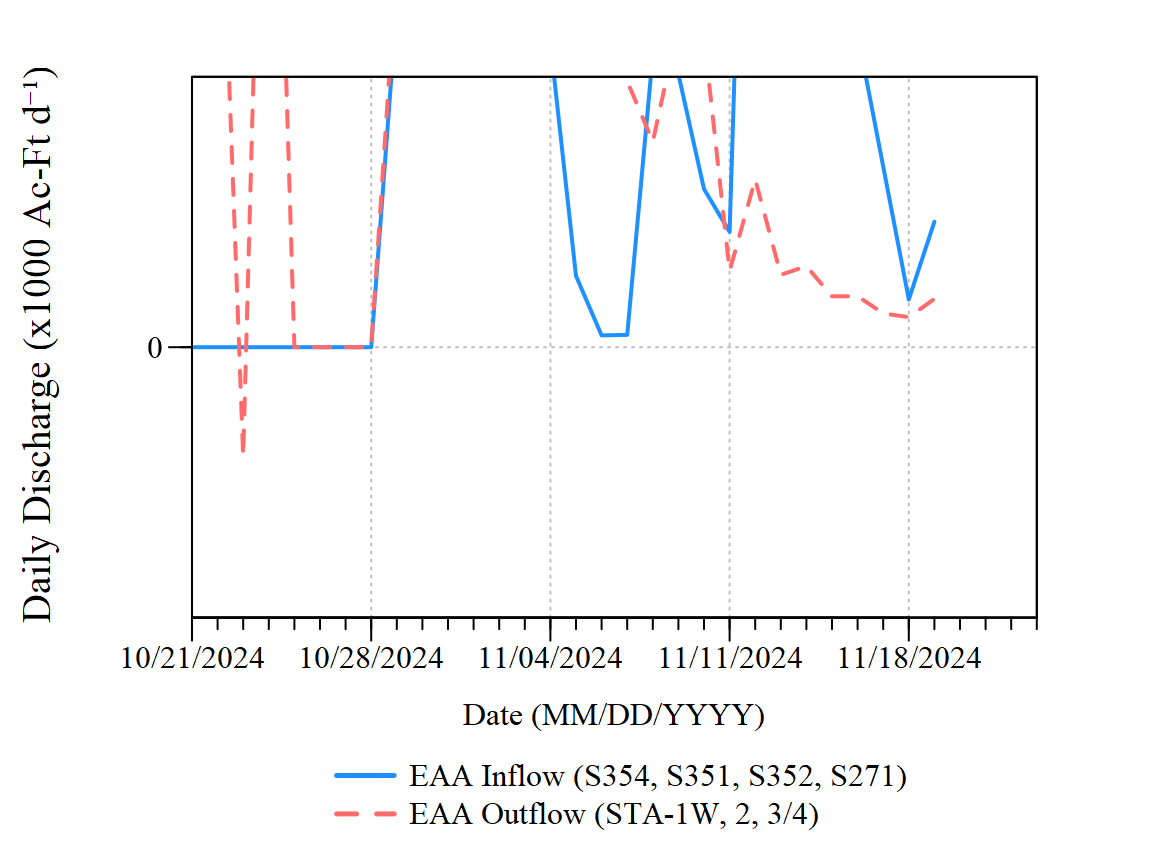 Daily Discharge (x1000 Ac-Ft d⁻¹)
0
10/21/2024 10/28/2024 11/04/2024 11/11/2024 11/18/2024
Date (MM/DD/YYYY)
EAA Inflow (S354, S351, S352, S271)
EAA Outflow (STA-1W, 2, 3/4)